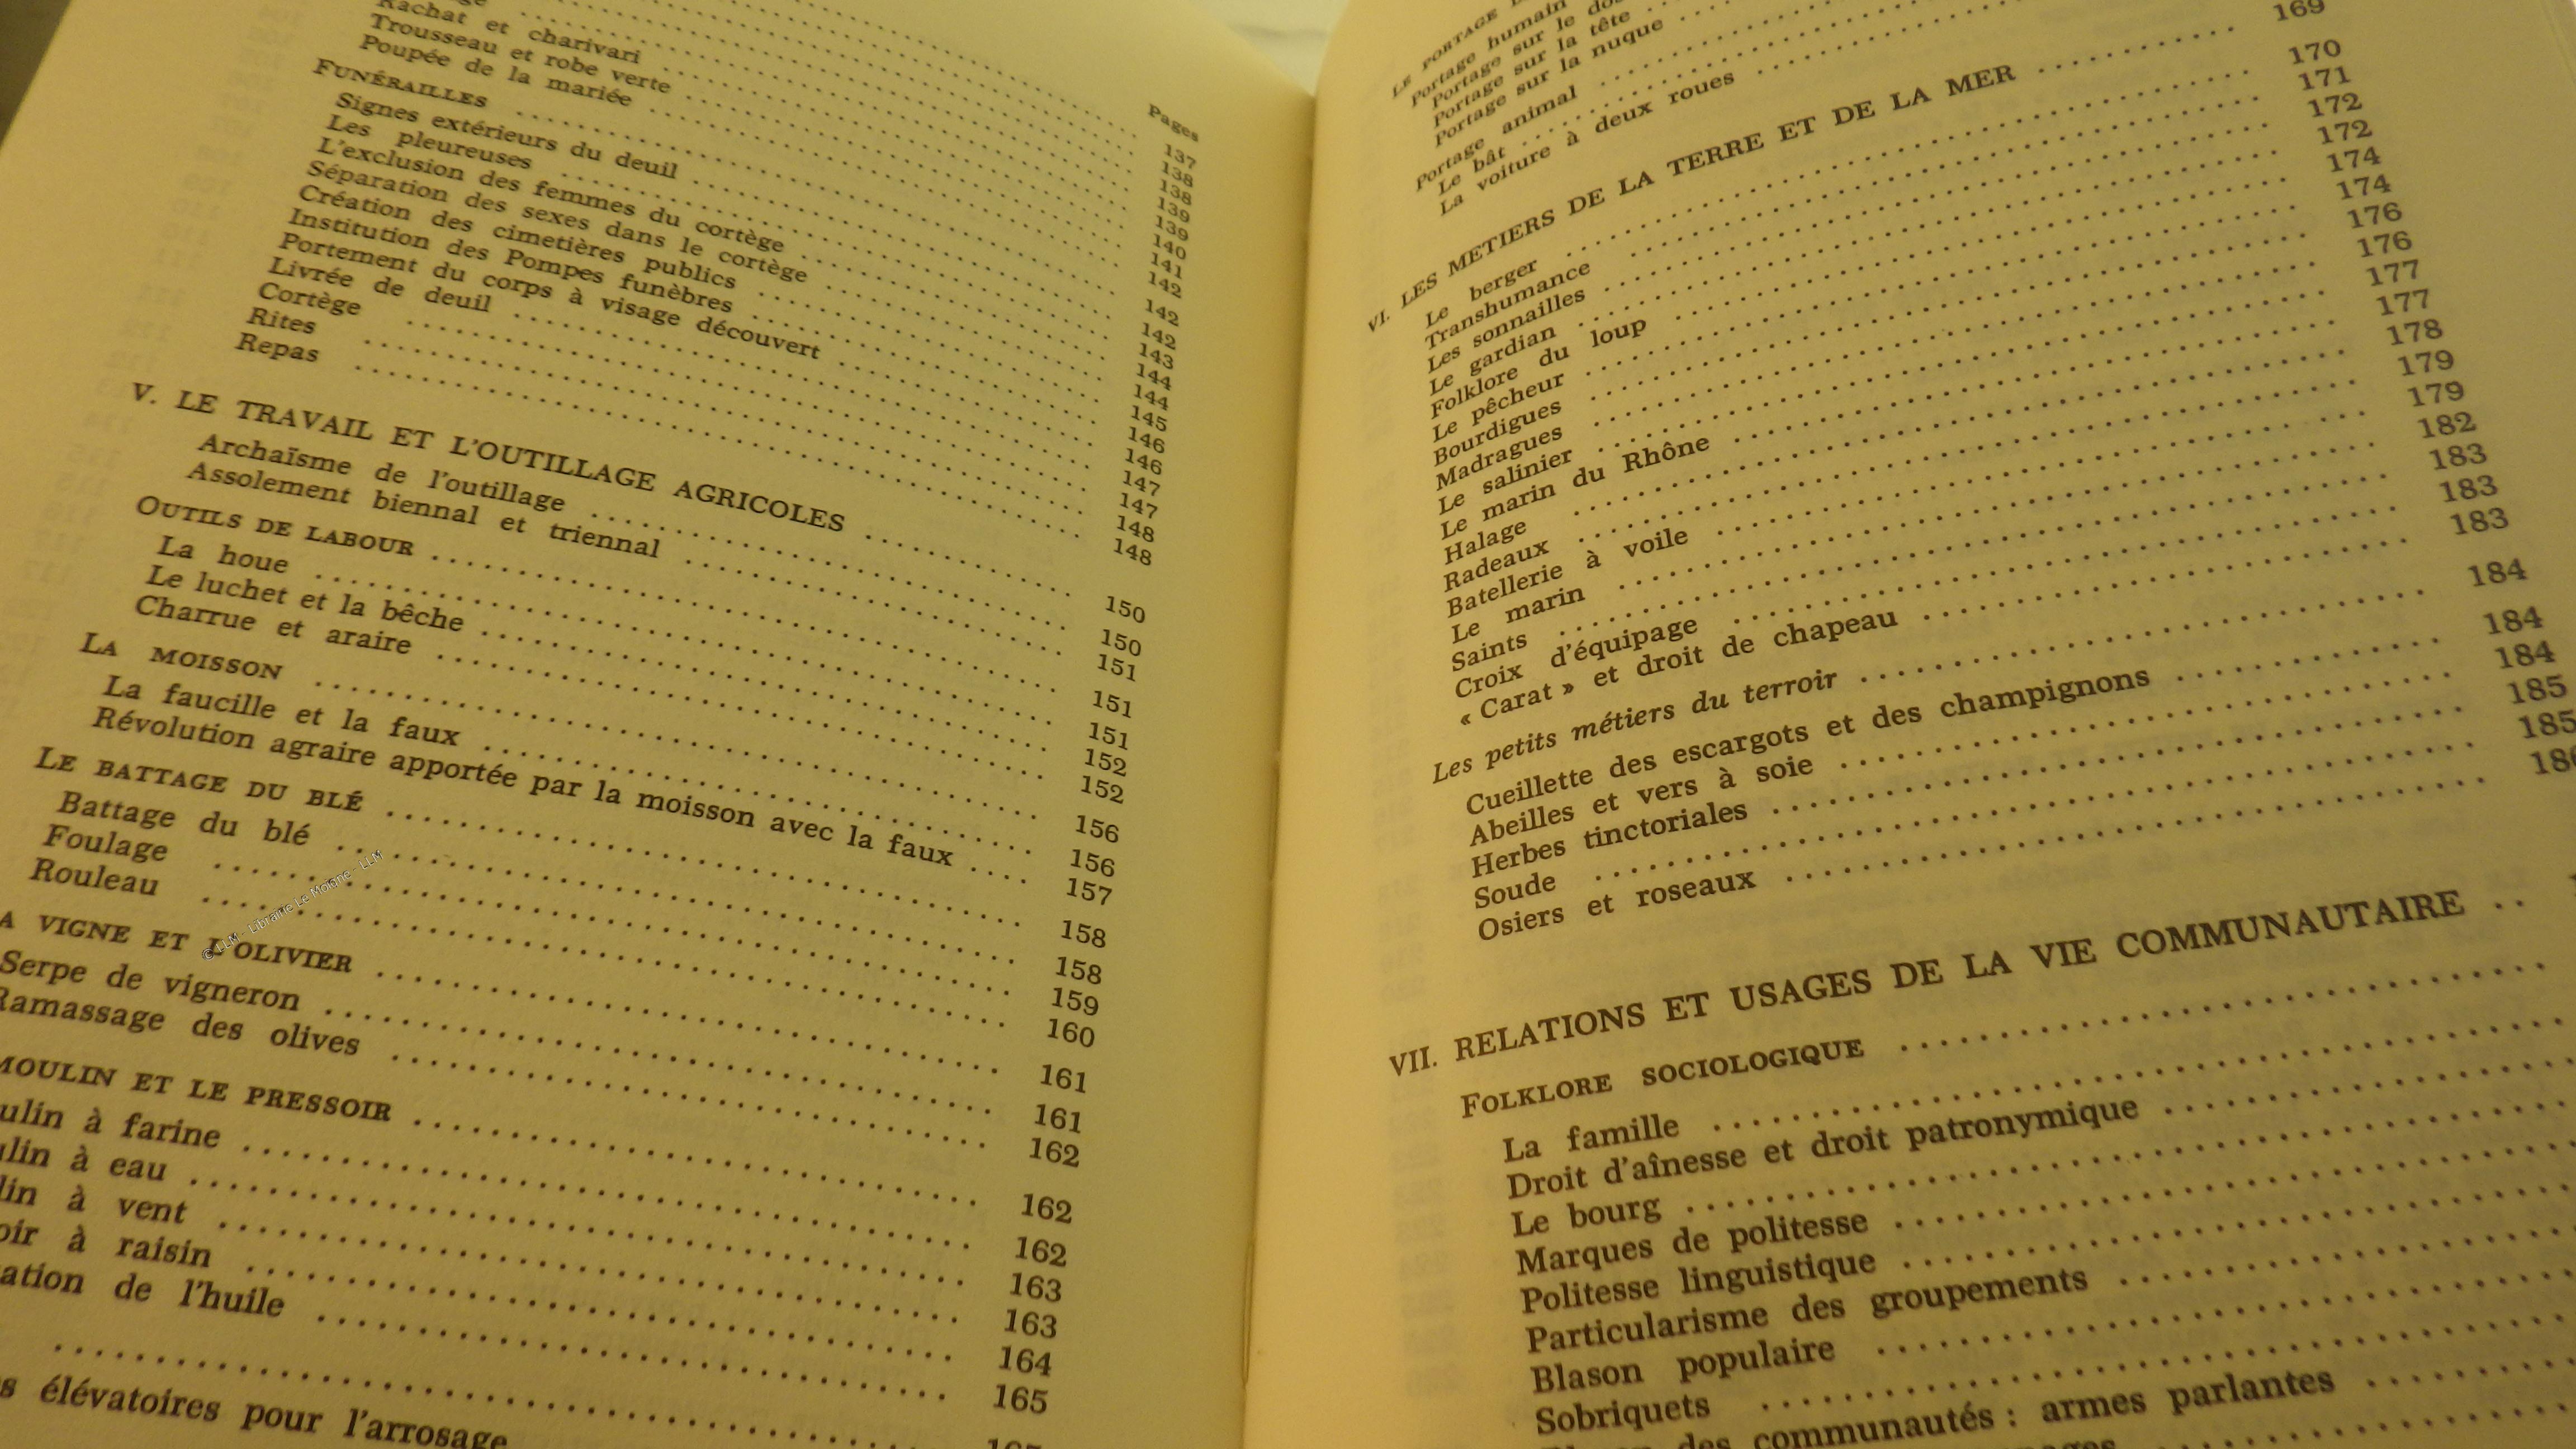 Pages
137
138
138
139
139
Rachat et charivari 140
Trousseau et robe verte 141
Poupée de la mariée 142
FUNÉRAILLES 142
Signes extérieurs du deuil 142
Les pleureuses 143
L'exclusion des femmes du cortège 144
Séparation des sexes dans le cortège 144
Création des cimetières publics 145
Institution des Pompes funèbres 146
Portement du corps à visage découvert 146
Livrée de deuil 147
Cortège 147
Rites 148
Repas 148
V. LE TRAVAIL ET L'OUTILLAGE AGRICOLES 150
Archaïsme de l'outillage 150
Assolement biennal et triennal 151
OUTILS DE LABOUR 151
La houe 151
Le luchet et la bêche 152
Charrue et araire 152
LA MOISSON 156
La faucille et la faux 156
Révolution agraire apportée par la moisson avec la faux 157
LE BATTAGE DU BLÉ 158
Battage du blé 158
Foulage 159
Rouleau 160
A VIGNE ET L'OLIVIER 161
Serpe de vigneron 161
Ramassage des olives 162
MOULIN ET LE PRESSOIR 162
ulin à farine 162
ulin à eau 163
lin à vent 163
oir à raisin 164
ation de l'huile 165
165
s élévatoires pour l'arrosage
© LLM - Librairie Le Moine - LLM
LE PORTAGE
Portage humain
Portage sur le dos
Portage sur la tête
Portage sur la nuque
Portage animal
Le bât
La voiture à deux roues
VI. LES METIERS DE LA TERRE ET DE LA MER 169
Le berger 170
Transhumance 171
Les sonnailles 172
Le gardian 172
Folklore du loup 174
Le pêcheur 174
Bourdigues 176
Madragues 176
Le salinier 177
Le marin du Rhône 177
Halage 178
Radeaux 179
Batellerie à voile 179
Le marin 182
Saints 183
Croix d'équipage 183
« Carat » et droit de chapeau 183
Les petits métiers du terroir 184
Cueillette des escargots et des champignons 184
Abeilles et vers à soie 184
Herbes tinctoriales 185
Soude 185
Osiers et roseaux 186
VII. RELATIONS ET USAGES DE LA VIE COMMUNAUTAIRE
FOLKLORE SOCIOLOGIQUE
La famille
Droit d'aînesse et droit patronymique
Le bourg
Marques de politesse
Politesse linguistique
Particularisme des groupements
Blason populaire
Sobriquets
des communautés : armes parlantes